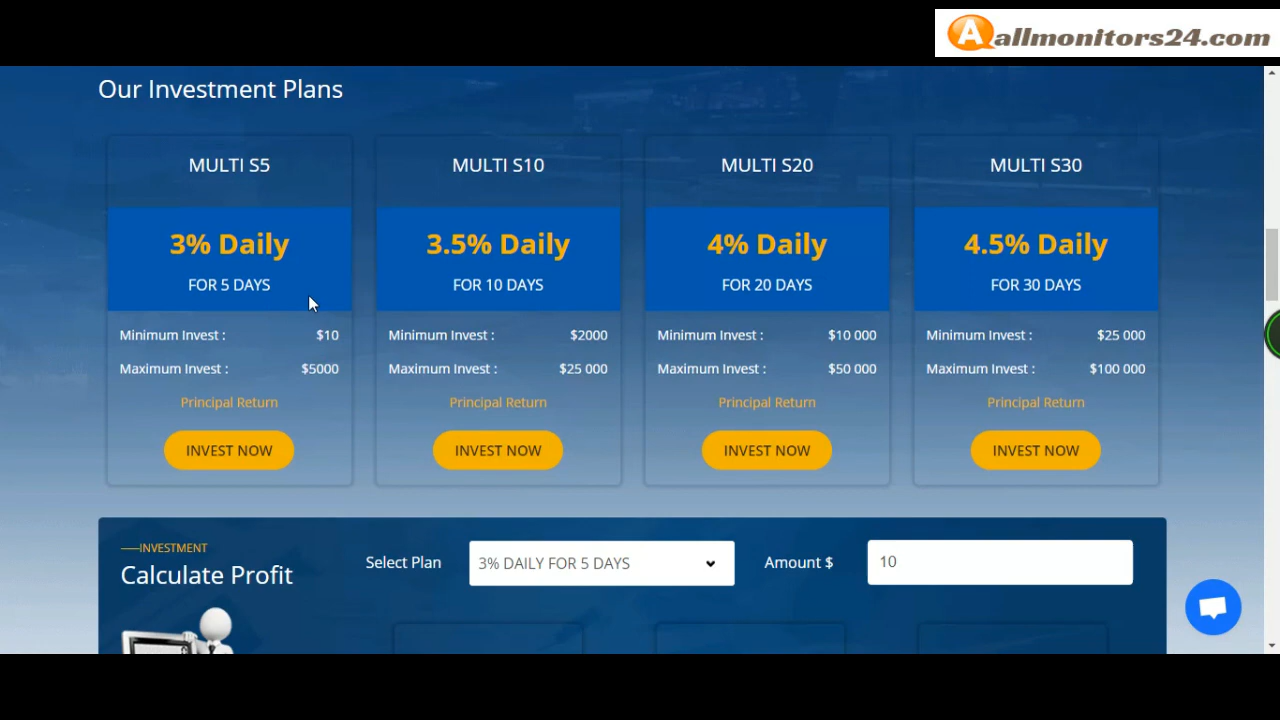 Aallmonitors24.com
Our Investment Plans
MULTI S5
3% Daily
FOR 5 DAYS
Minimum Invest : $10
Maximum Invest : $5000
Principal Return
INVEST NOW
MULTI S10
3.5% Daily
FOR 10 DAYS
Minimum Invest : $2000
Maximum Invest : $25 000
Principal Return
INVEST NOW
MULTI S20
4% Daily
FOR 20 DAYS
Minimum Invest : $10 000
Maximum Invest : $50 000
Principal Return
INVEST NOW
MULTI S30
4.5% Daily
FOR 30 DAYS
Minimum Invest : $25 000
Maximum Invest : $100 000
Principal Return
INVEST NOW
INVESTMENT
Calculate Profit
Select Plan 3% DAILY FOR 5 DAYS Amount $ 10